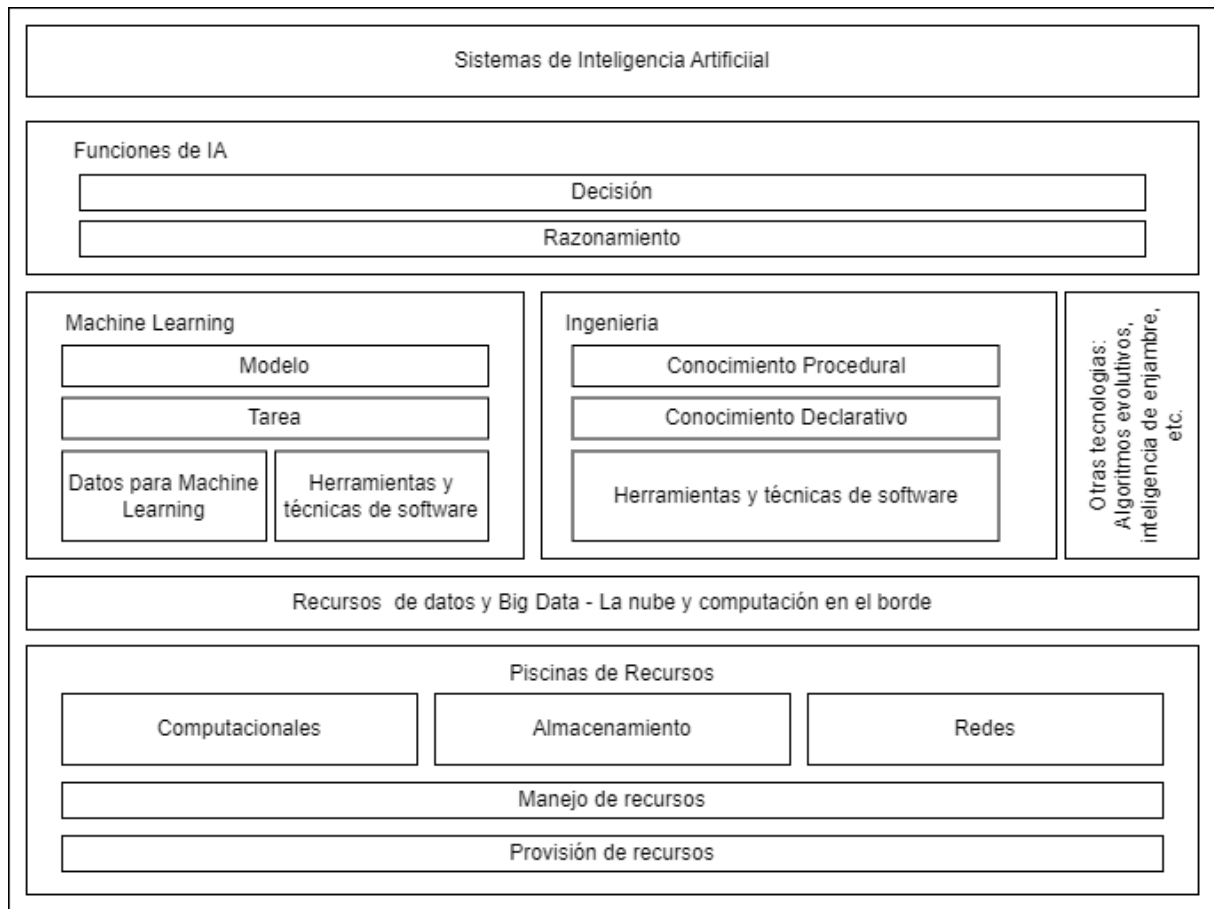 Sistemas de Inteligencia Artificiial
Funciones de IA
Decisión
Razonamiento
Machine Learning
Modelo
Tarea
Datos para Machine
Learning
Herramientas y
técnicas de software
Ingenieria
Conocimiento Procedural
Conocimiento Declarativo
Herramientas y técnicas de software
Otras tecnologias:
Algoritmos evolutivos,
inteligencia de enjambre,
etc.
Recursos de datos y Big Data - La nube y computación en el borde
Piscinas de Recursos
Computacionales
Almacenamiento
Redes
Manejo de recursos
Provisión de recursos